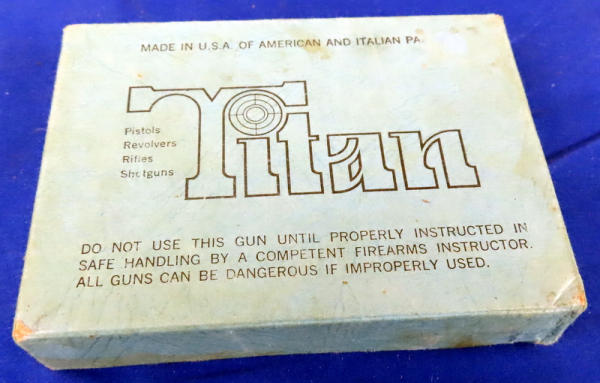 MADE IN U.S.A. OF AMERICAN AND ITALIAN PA
Titan
Pistols
Revolvers
Rifles
Shotguns
DO NOT USE THIS GUN UNTIL PROPERLY INSTRUCTED IN
SAFE HANDLING BY A COMPETENT FIREARMS INSTRUCTOR.
ALL GUNS CAN BE DANGEROUS IF IMPROPERLY USED.